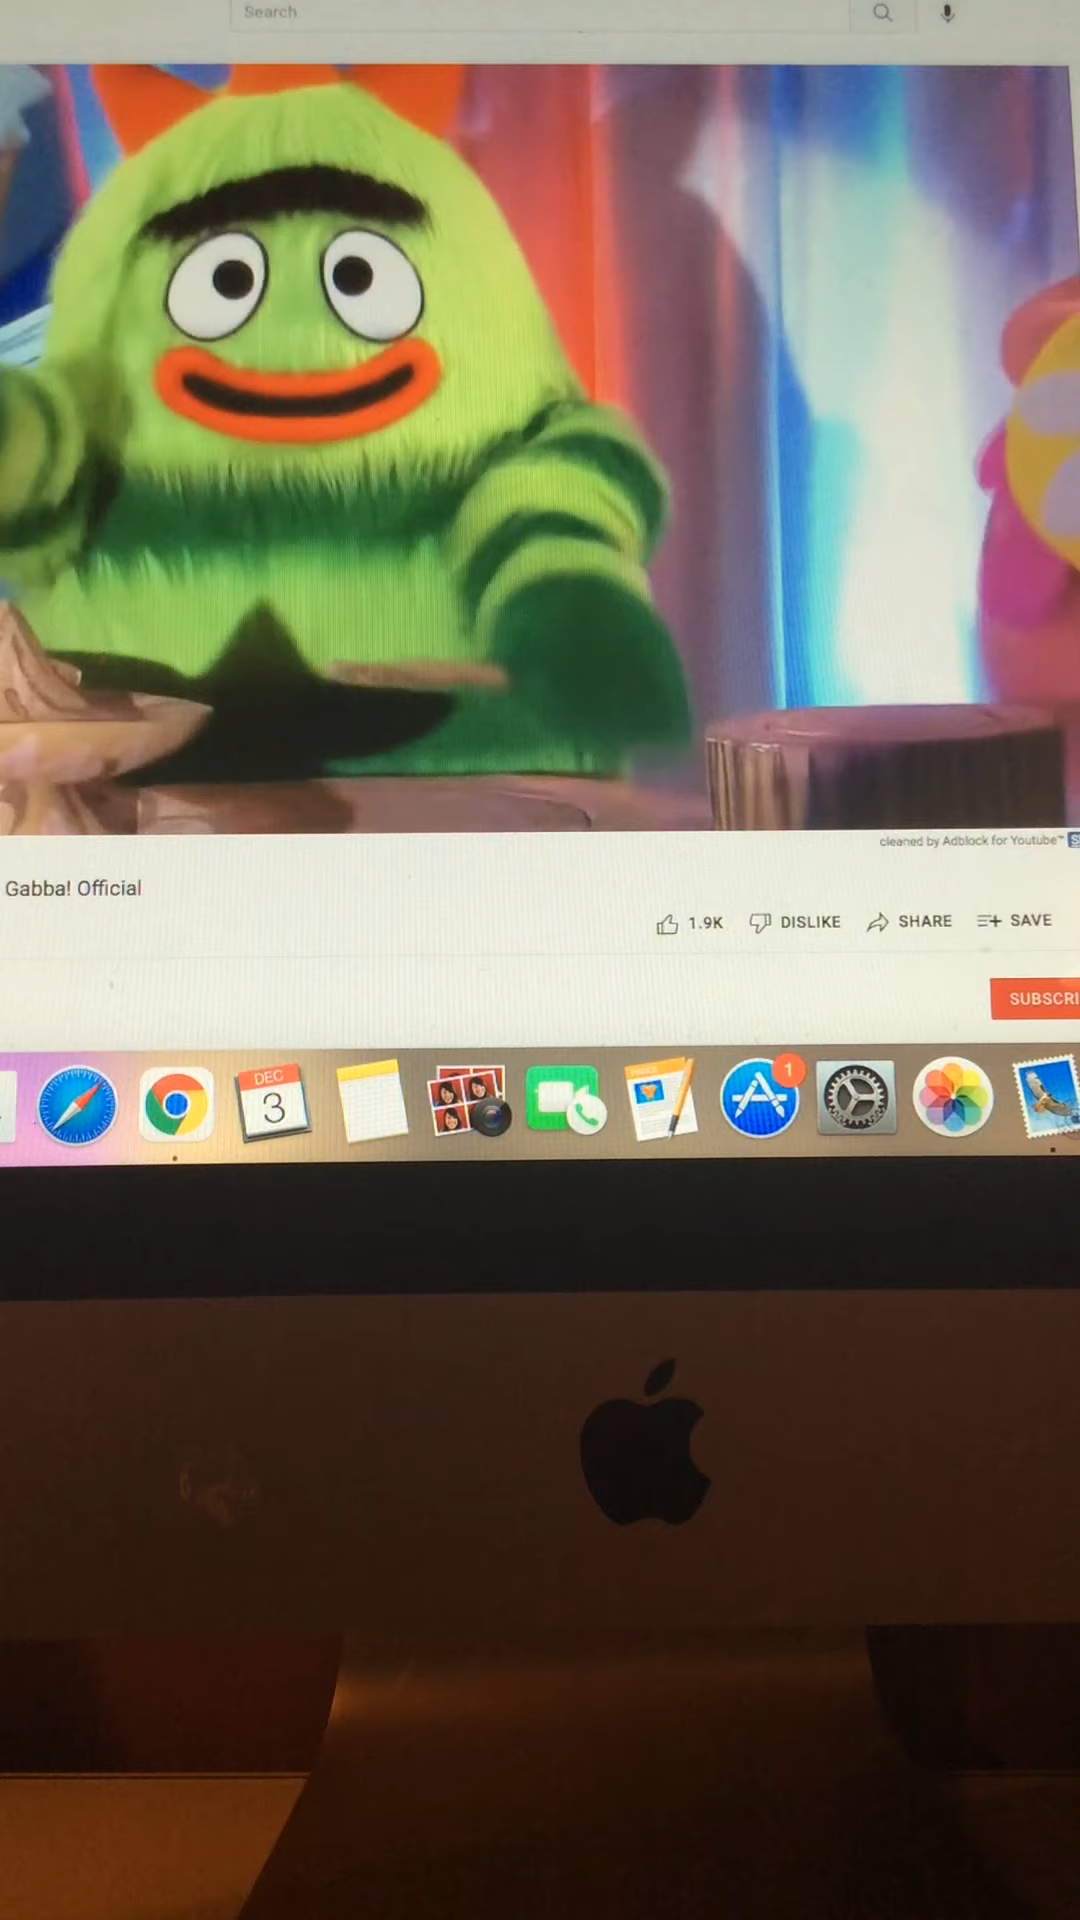 Search
cleaned by Adblock for Youtube™
Gabba! Official
1.9K DISLIKE SHARE SAVE
SUBSCRI
DEC
3
1